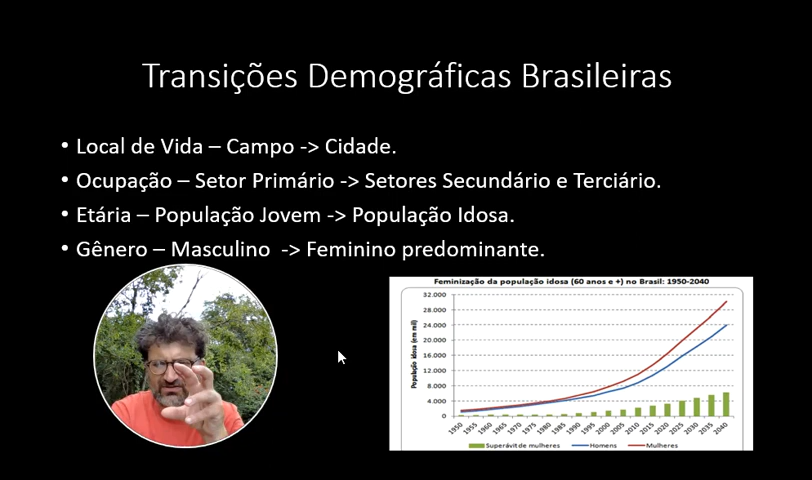 Transições Demográficas Brasileiras
• Local de Vida – Campo -> Cidade.
• Ocupação – Setor Primário -> Setores Secundário e Terciário.
• Etária – População Jovem -> População Idosa.
• Gênero – Masculino -> Feminino predominante.
Feminização da população idosa (60 anos e +) no Brasil: 1950-2040
População idosa (em mil)
32.000
28.000
24.000
20.000
16.000
12.000
8.000
4.000
0
1950 1955 1960 1965 1970 1975 1980 1985 1990 1995 2000 2005 2010 2015 2020 2025 2030 2035 2040
Superávit de mulheres Homens Mulheres